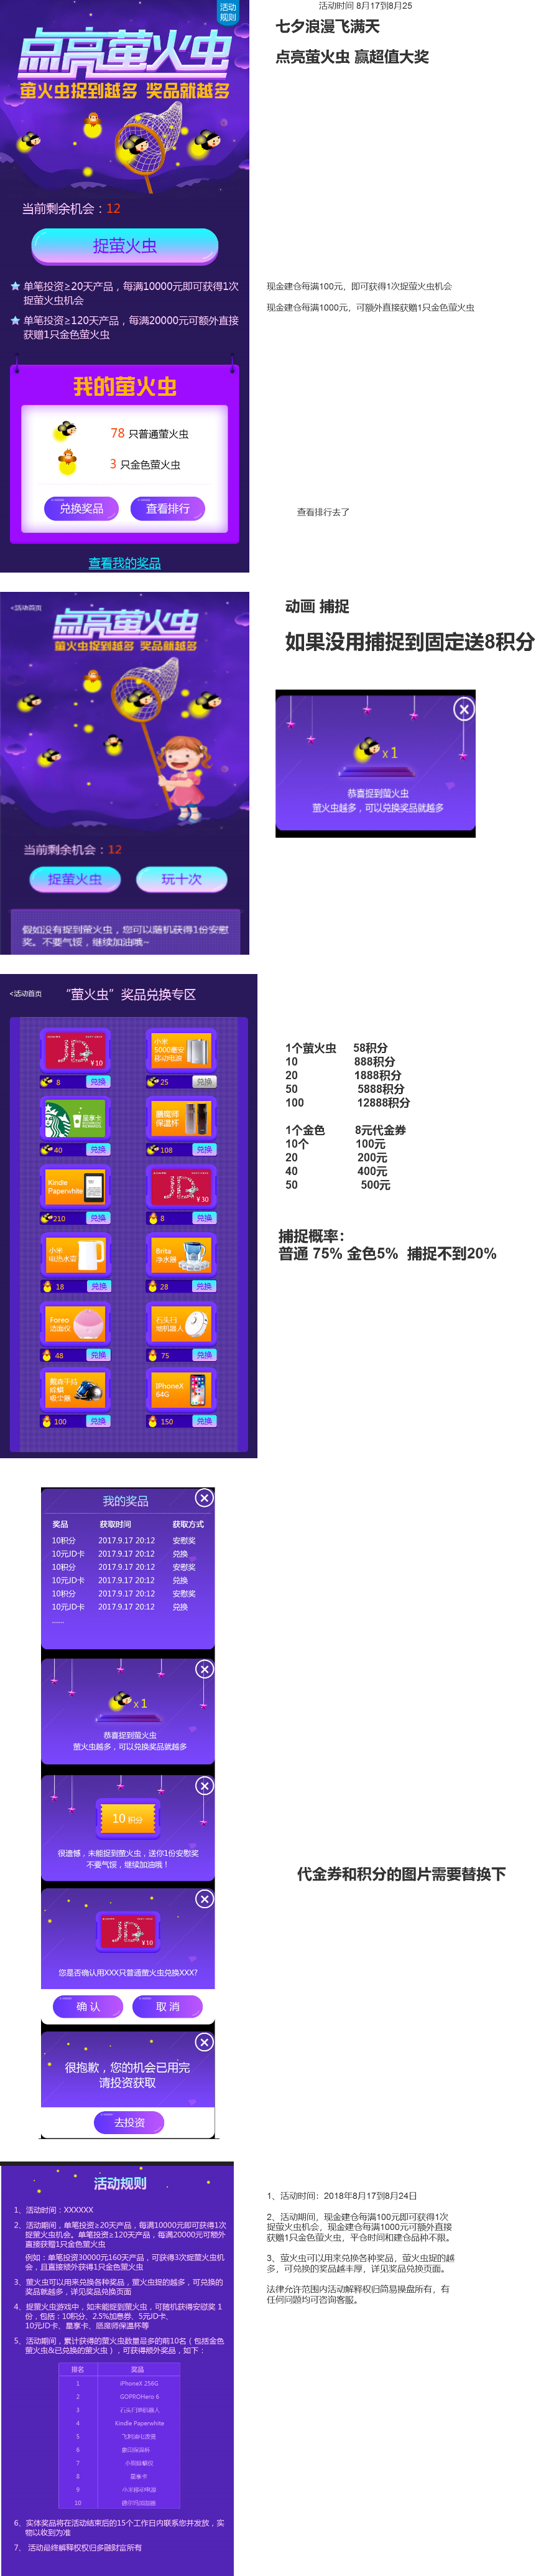 活动规则
活动时间 8月17到8月25
七夕浪漫飞满天
点亮萤火虫 赢超值大奖
点亮萤火虫
萤火虫捉到越多 奖品就越多
当前剩余机会：12
捉萤火虫
单笔投资≥20天产品，每满10000元即可获得1次
捉萤火虫机会
单笔投资≥120天产品，每满20000元可额外直接
获赠1只金色萤火虫
现金建仓每满100元，即可获得1次捉萤火虫机会
现金建仓每满1000元，可额外直接获赠1只金色萤火虫
我的萤火虫
78 只普通萤火虫
3 只金色萤火虫
兑换奖品
查看排行
查看排行去了
查看我的奖品
<活动首页
点亮萤火虫
萤火虫捉到越多 奖品就越多
当前剩余机会：12
捉萤火虫
玩十次
假如没有捉到萤火虫，您可以随机获得1份安慰
奖。不要气馁，继续加油哦~
动画 捕捉
如果没用捕捉到固定送8积分
x1
恭喜捉到萤火虫
萤火虫越多，可以兑换奖品就越多
<活动首页
“萤火虫”奖品兑换专区
JD
¥10
小米
5000毫安
移动电源
8 兑换
25 兑换
星享卡
膳魔师
保温杯
40 兑换
108 兑换
Kindle
Paperwhite
JD
¥30
210 兑换
8 兑换
小米
电热水壶
Brita
净水器
18 兑换
28 兑换
Foreo
洁面仪
石头扫
地机器人
48 兑换
75 兑换
戴森手持
除螨
吸尘器
iPhoneX
64G
100 兑换
150 兑换
1个萤火虫 58积分
10 888积分
20 1888积分
50 5888积分
100 12888积分
1个金色 8元代金券
10个 100元
20 200元
40 400元
50 500元
捕捉概率：
普通 75% 金色5% 捕捉不到20%
我的奖品
奖品 获取时间 获取方式
10积分 2017.9.17 20:12 安慰奖
10元JD卡 2017.9.17 20:12 兑换
10积分 2017.9.17 20:12 安慰奖
10元JD卡 2017.9.17 20:12 兑换
10积分 2017.9.17 20:12 安慰奖
10元JD卡 2017.9.17 20:12 兑换
......
x1
恭喜捉到萤火虫
萤火虫越多，可以兑换奖品就越多
10 积分
很遗憾，未能捉到萤火虫，送你1份安慰奖
不要气馁，继续加油哦！
代金券和积分的图片需要替换下
JD
¥10
您是否确认用XXX只普通萤火虫兑换XXX?
确 认
取 消
很抱歉，您的机会已用完
请投资获取
去投资
活动规则
1、活动时间：XXXXXX
2、活动期间，单笔投资≥20天产品，每满10000元即可获得1次
捉萤火虫机会。单笔投资≥120天产品，每满20000元可额外
直接获赠1只金色萤火虫
例如：单笔投资30000元160天产品，可获得3次捉萤火虫机
会，且直接额外获得1只金色萤火虫
3、萤火虫可以用来兑换各种奖品，萤火虫捉的越多，可兑换的
奖品就越多，详见奖品兑换页面
4、捉萤火虫游戏中，如未能捉到萤火虫，可随机获得安慰奖 1
份，包括：10积分、2.5%加息券、5元JD卡、
10元JD卡、星享卡、膳魔师保温杯等
5、活动期间，累计获得的萤火虫数量最多的前10名（包括金色
萤火虫&已兑换的萤火虫），可获得额外奖品，如下：
排名 奖品
1 iPhoneX 256G
2 GOPROHero 6
3 石头扫地机器人
4 Kindle Paperwhite
5
6
7
8 星享卡
9 小米移动电源
10
6、实体奖品将在活动结束后的15个工作日内联系您并发放，实
物以收到为准
7、活动最终解释权权归多融财富所有
1、活动时间：2018年8月17到8月24日
2、活动期间，现金建仓每满100元即可获得1次
捉萤火虫机会，现金建仓每满1000元可额外直接
获赠1只金色萤火虫，平仓时间和建仓品种不限。
3、萤火虫可以用来兑换各种奖品，萤火虫捉的越
多，可兑换的奖品越丰厚，详见奖品兑换页面。
法律允许范围内活动解释权归简易操盘所有，有
任何问题均可咨询客服。